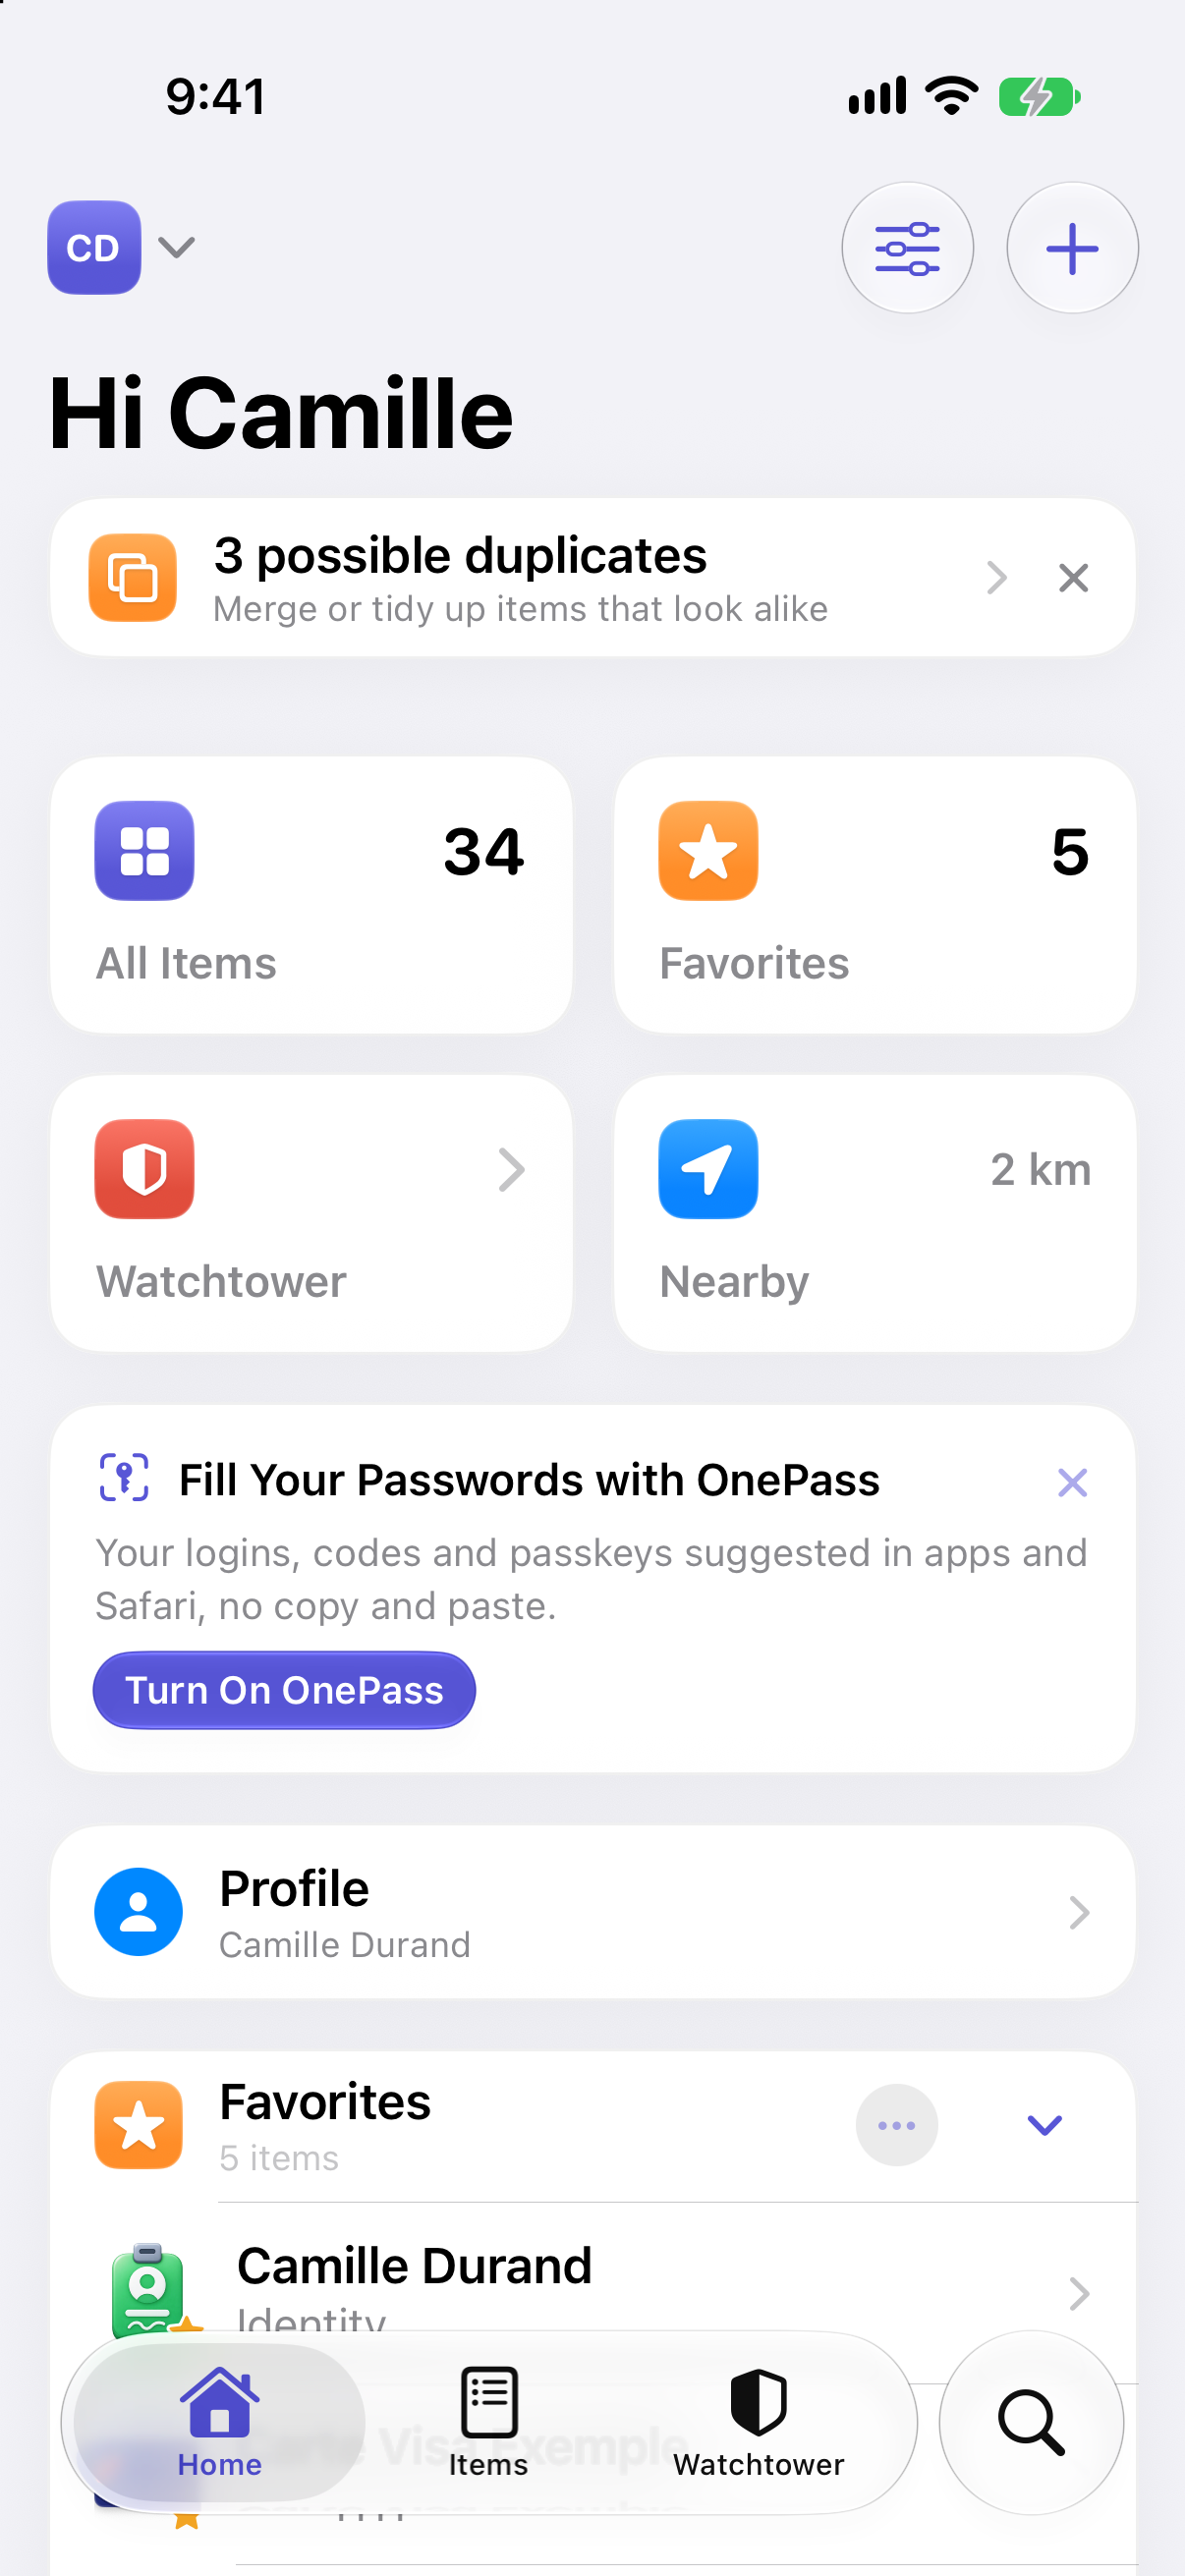 9:41
CD
Hi Camille
3 possible duplicates
Merge or tidy up items that look alike
34
All Items
5
Favorites
Watchtower
2 km
Nearby
Fill Your Passwords with OnePass
Your logins, codes and passkeys suggested in apps and
Safari, no copy and paste.
Turn On OnePass
Profile
Camille Durand
Favorites
5 items
Camille Durand
Identity
Visa Exemple
Home
Items
Watchtower